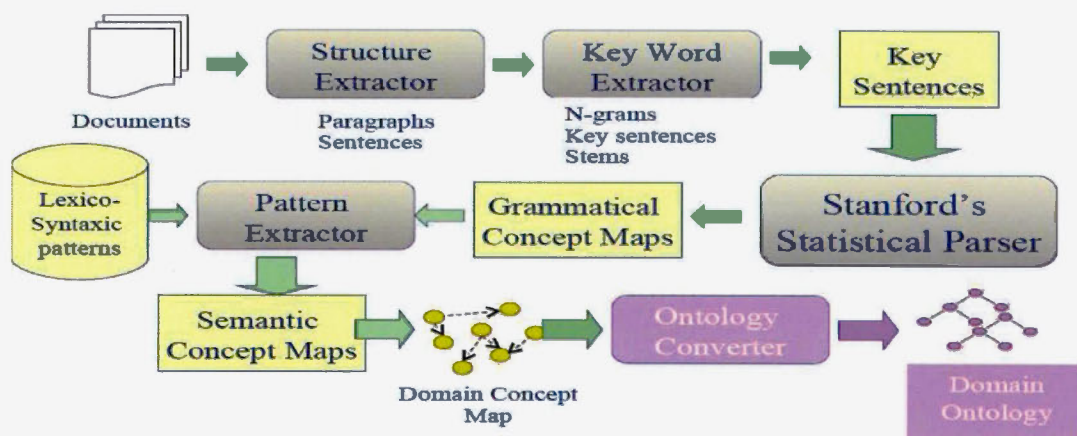 Documents
Structure
Extractor
Paragraphs
Sentences
Key Word
Extractor
N-grams
Key sentences
Stems
Key
Sentences
Lexico-
Syntaxic
patterns
Pattern
Extractor
Grammatical
Concept Maps
Stanford's
Statistical Parser
Semantic
Concept Maps
Domain Concept
Map
Ontology
Converter
Domain
Ontology